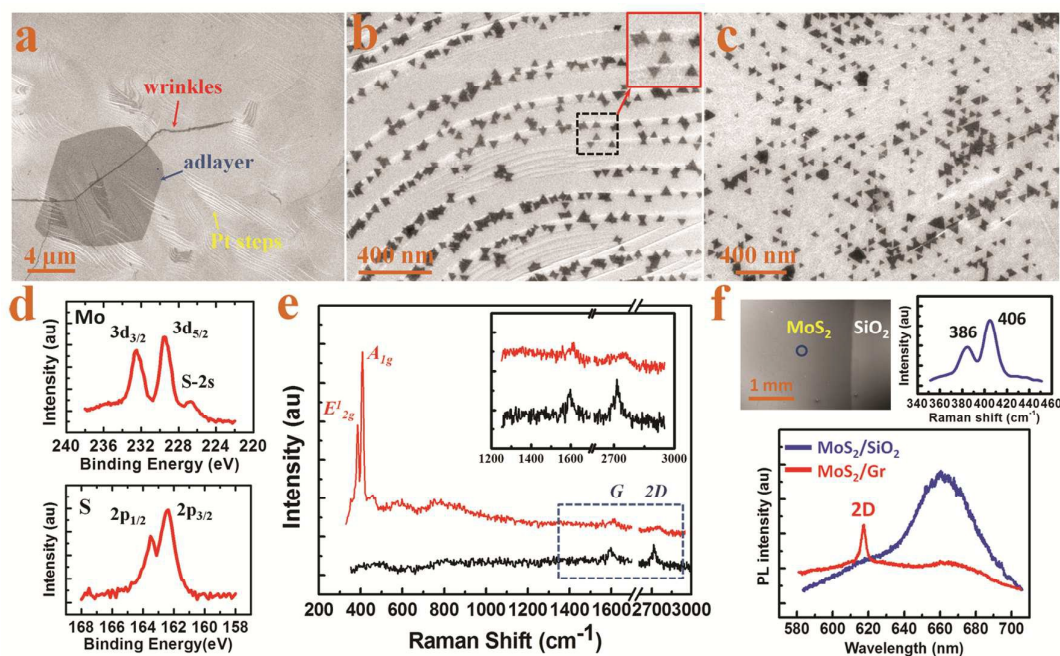 a
wrinkles
adlayer
Pt steps
4 μm
b
400 nm
c
400 nm
d
Mo
3d3/2
3d5/2
S-2s
Intensity (au)
240 236 232 228 224 220
Binding Energy (eV)
S
2p1/2
2p3/2
Intensity (au)
168 166 164 162 160 158
Binding Energy(eV)
e
A1g
E¹2g
G
2D
1200 1600 2700 3000
Intensity (au)
200 400 600 800 1000 1200 1400 1600 2700 3000
Raman Shift (cm⁻¹)
f
MoS₂
SiO₂
1 mm
Intensity (au)
386
406
340 360 380 400 420 440 460
Raman shift (cm⁻¹)
MoS₂/SiO₂
MoS₂/Gr
2D
PL intensity (au)
580 600 620 640 660 680 700
Wavelength (nm)